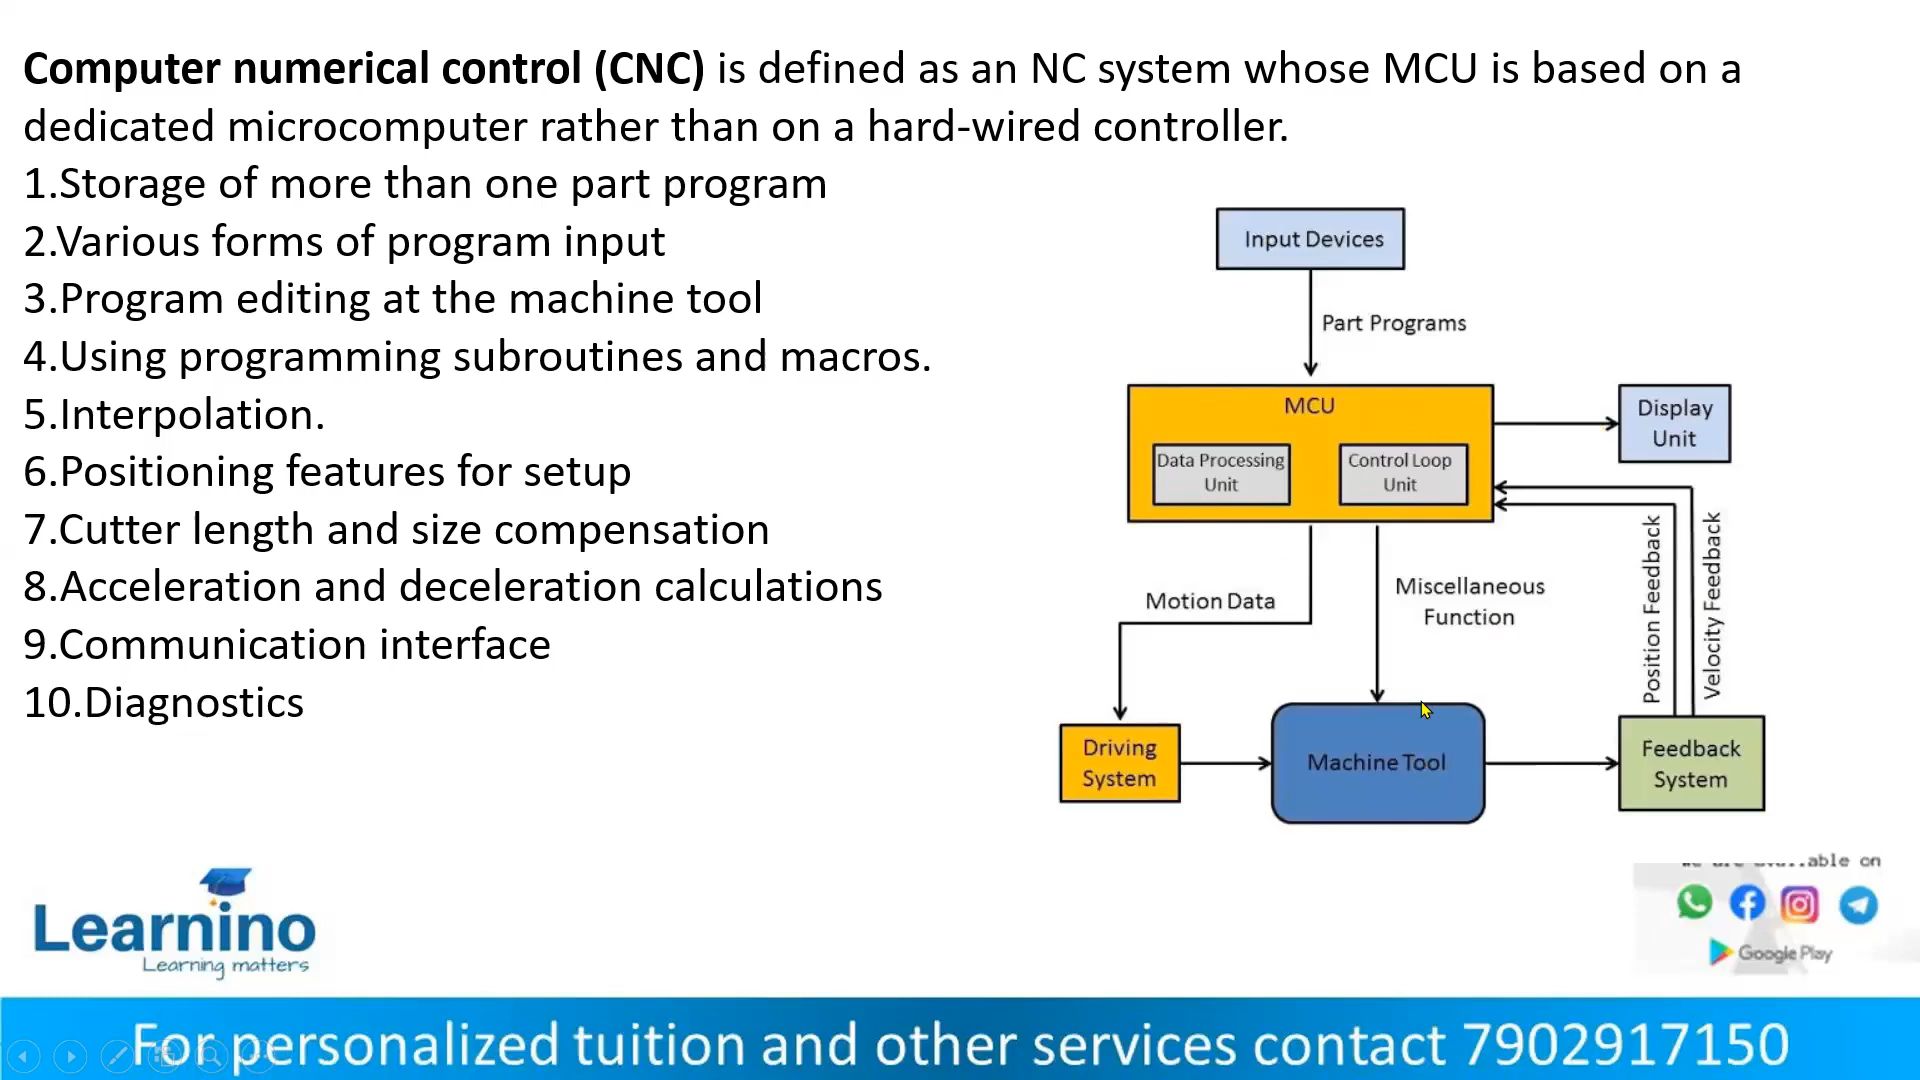 Computer numerical control (CNC) is defined as an NC system whose MCU is based on a
dedicated microcomputer rather than on a hard-wired controller.
1.Storage of more than one part program
2.Various forms of program input
3.Program editing at the machine tool
4.Using programming subroutines and macros.
5.Interpolation.
6.Positioning features for setup
7.Cutter length and size compensation
8.Acceleration and deceleration calculations
9.Communication interface
10.Diagnostics
Input Devices
Part Programs
MCU
Data Processing
Unit
Control Loop
Unit
Display
Unit
Motion Data
Miscellaneous
Function
Position Feedback
Velocity Feedback
Driving
System
Machine Tool
Feedback
System
Learnino
Learning matters
able on
Google Play
For personalized tuition and other services contact 7902917150